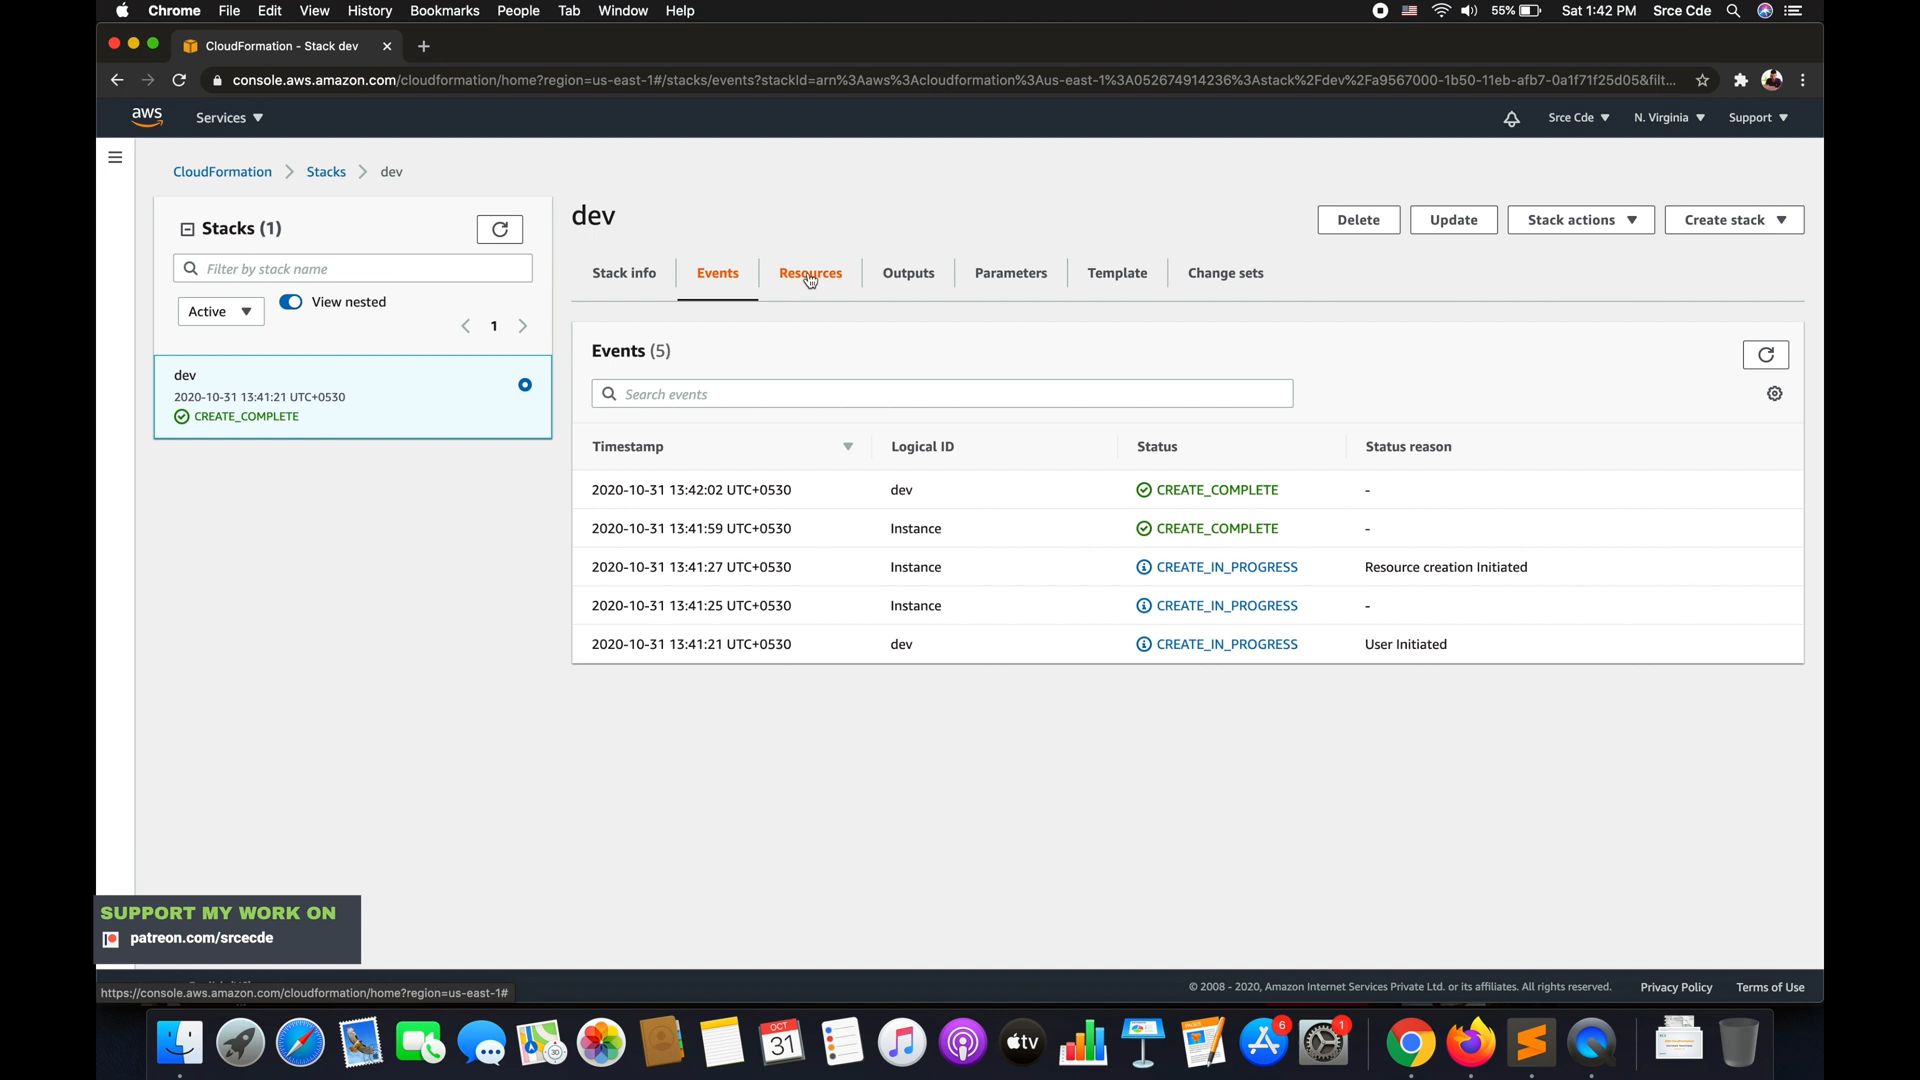 Chrome File Edit View History Bookmarks People Tab Window Help 55% Sat 1:42 PM Srce Cde
CloudFormation - Stack dev
console.aws.amazon.com/cloudformation/home?region=us-east-1#/stacks/events?stackId=arn%3Aaws%3Acloudformation%3Aus-east-1%3A052674914236%3Astack%2Fdev%2Fa9567000-1b50-11eb-afb7-0a1f71f25d05&filt...
aws Services Srce Cde N. Virginia Support
CloudFormation Stacks dev
Stacks (1)
Filter by stack name
Active View nested
1
dev
2020-10-31 13:41:21 UTC+0530
CREATE_COMPLETE
dev
Delete Update Stack actions Create stack
Stack info Events Resources Outputs Parameters Template Change sets
Events (5)
Search events
Timestamp Logical ID Status Status reason
2020-10-31 13:42:02 UTC+0530 dev CREATE_COMPLETE -
2020-10-31 13:41:59 UTC+0530 Instance CREATE_COMPLETE -
2020-10-31 13:41:27 UTC+0530 Instance CREATE_IN_PROGRESS Resource creation Initiated
2020-10-31 13:41:25 UTC+0530 Instance CREATE_IN_PROGRESS -
2020-10-31 13:41:21 UTC+0530 dev CREATE_IN_PROGRESS User Initiated
SUPPORT MY WORK ON
patreon.com/srcecde
© 2008 - 2020, Amazon Internet Services Private Ltd. or its affiliates. All rights reserved. Privacy Policy Terms of Use
https://console.aws.amazon.com/cloudformation/home?region=us-east-1#
OCT
31
tv
6
1